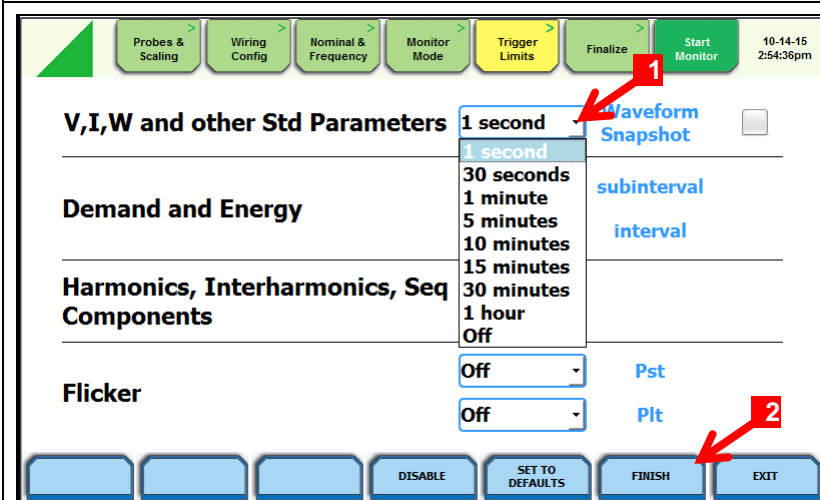 Probes &
Scaling
>
Wiring
Config
>
Nominal &
Frequency
>
Monitor
Mode
>
Trigger
Limits
>
Finalize
>
Start
Monitor
>
10-14-15
2:54:36pm
1
V,I,W and other Std Parameters
1 second
Waveform
Snapshot
1 second
30 seconds
1 minute
5 minutes
10 minutes
15 minutes
30 minutes
1 hour
Off
Demand and Energy
subinterval
interval
Harmonics, Interharmonics, Seq
Components
Flicker
Off
Pst
Off
Plt
2
DISABLE
SET TO
DEFAULTS
FINISH
EXIT